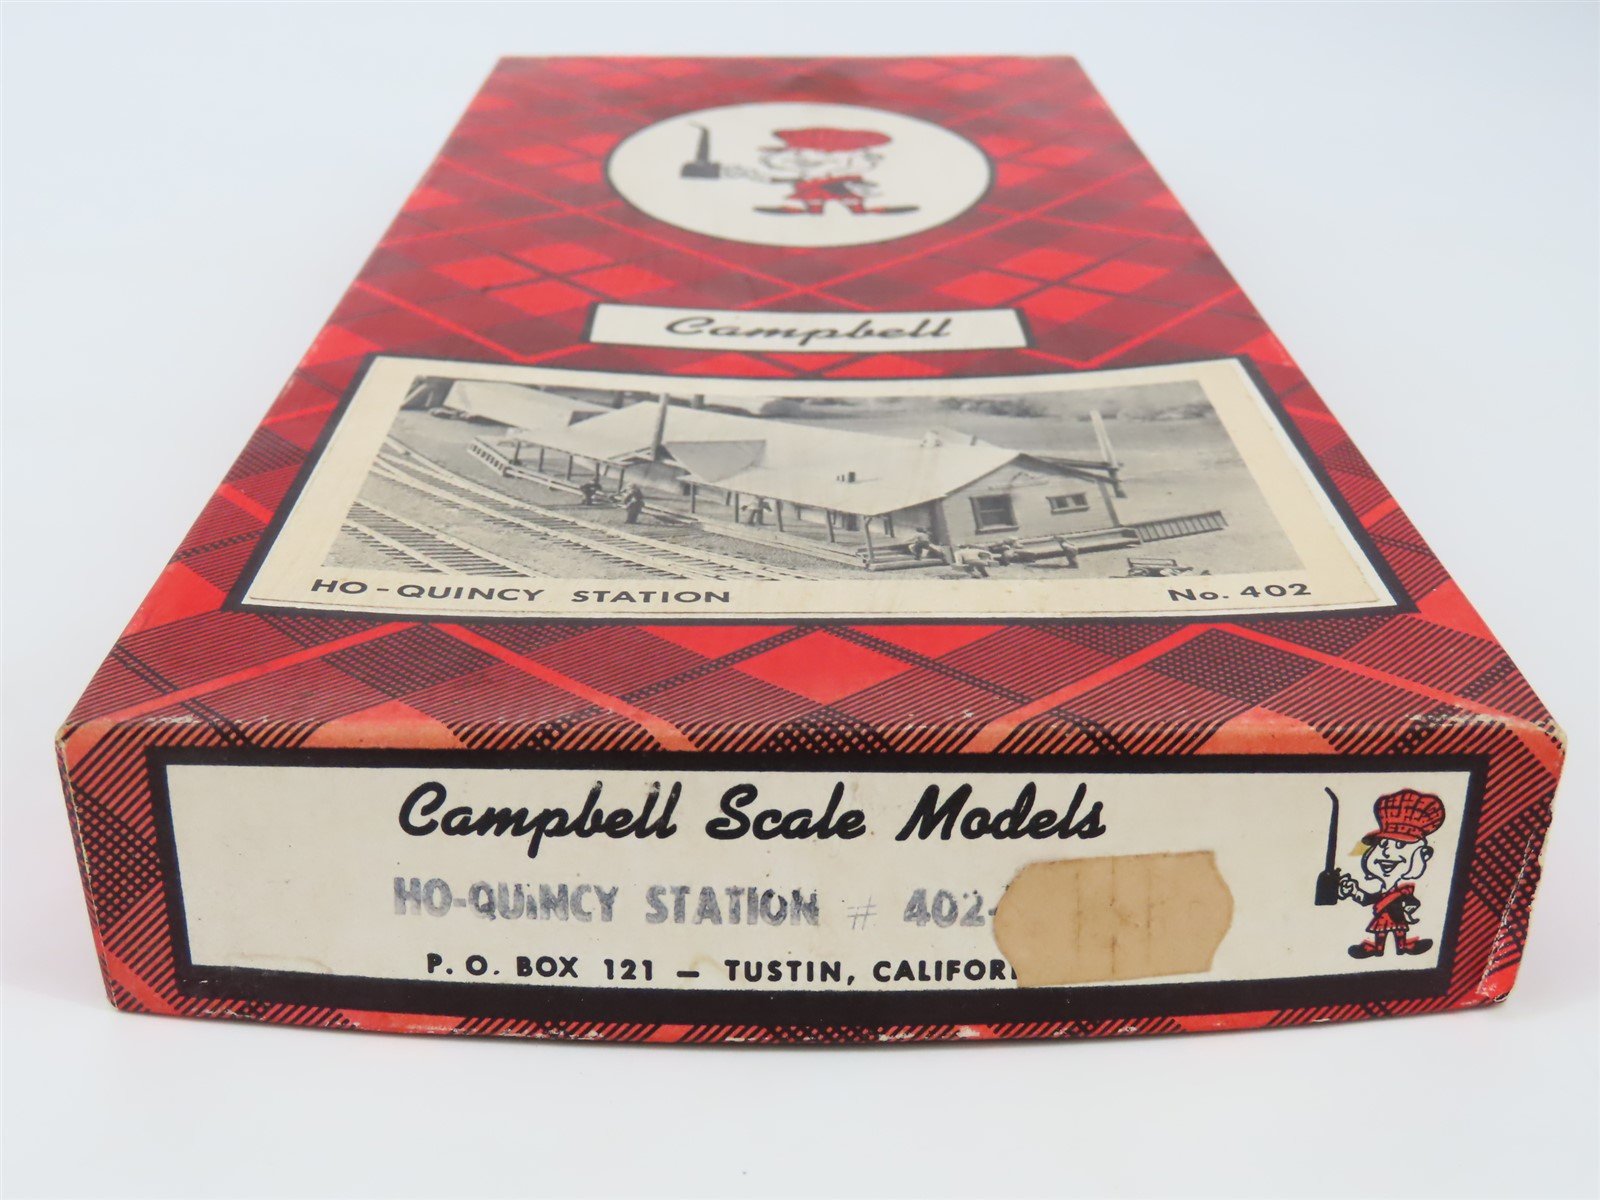 Campbell
HO-QUINCY STATION No. 402
Campbell Scale Models
HO-QUINCY STATION # 402-
P. O. BOX 121 — TUSTIN, CALIFOR